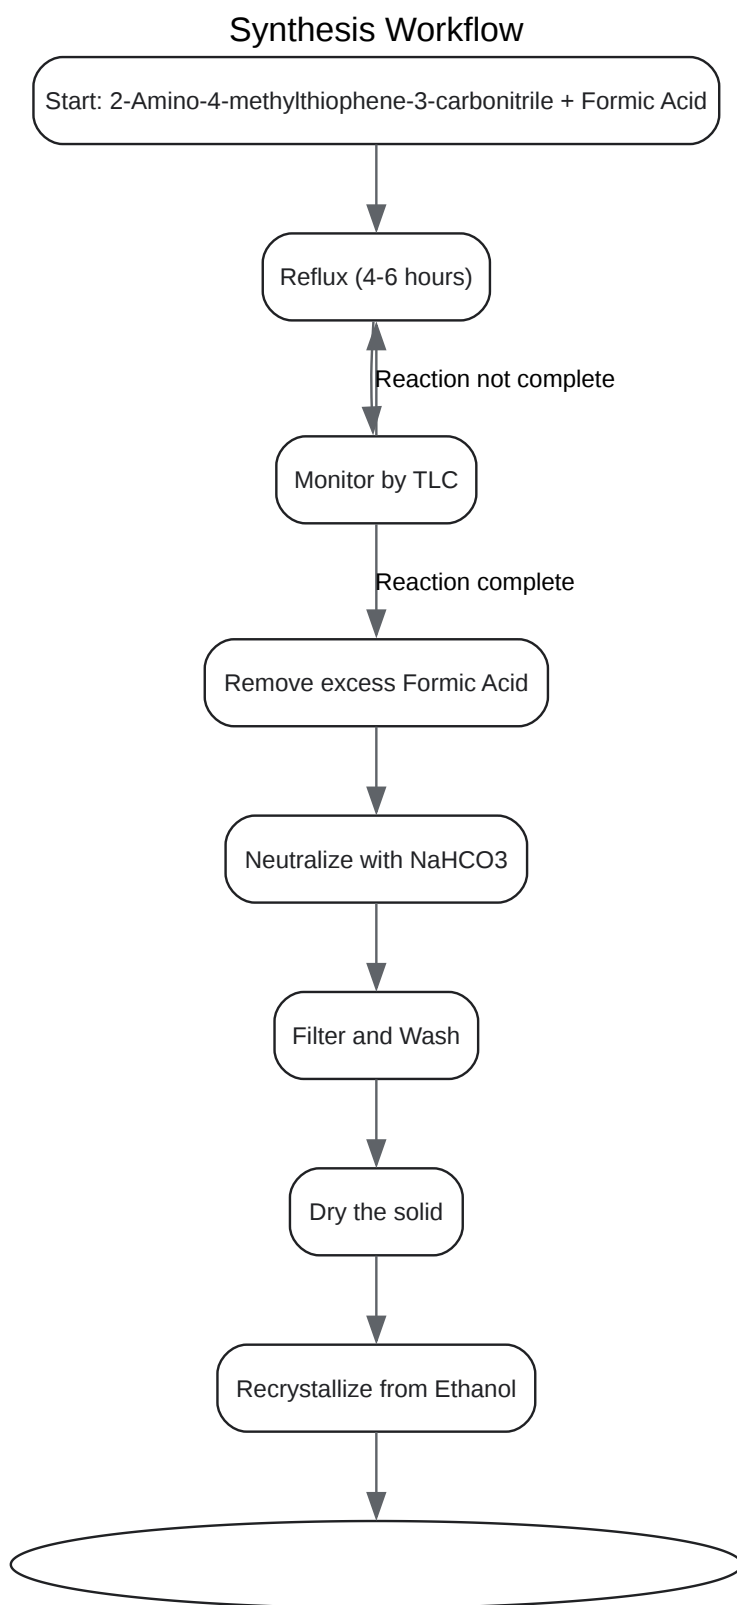 Synthesis Workflow
Start: 2-Amino-4-methylthiophene-3-carbonitrile + Formic Acid
Reflux (4-6 hours)
Reaction not complete
Monitor by TLC
Reaction complete
Remove excess Formic Acid
Neutralize with NaHCO3
Filter and Wash
Dry the solid
Recrystallize from Ethanol